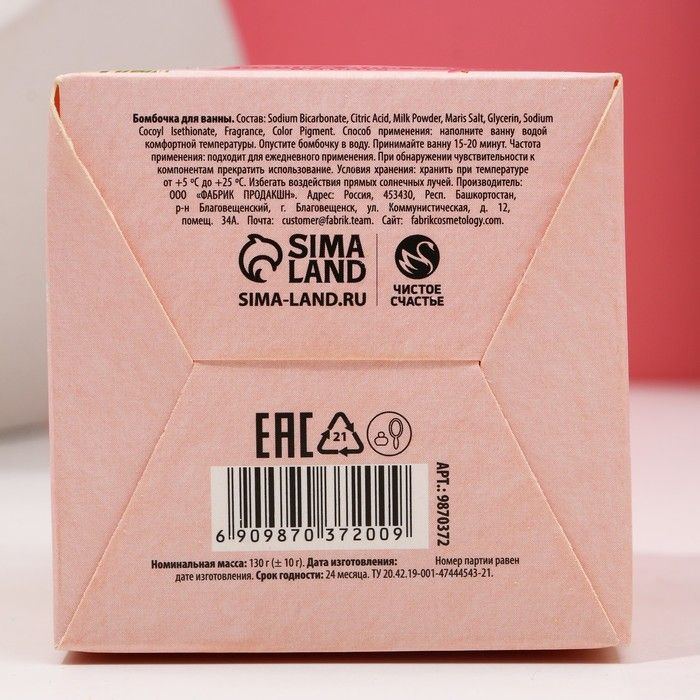 Бомбочка для ванны. Состав: Sodium Bicarbonate, Citric Acid, Milk Powder, Maris Salt, Glycerin, Sodium
Cocoyl Isethionate, Fragrance, Color Pigment. Способ применения: наполните ванну водой
комфортной температуры. Опустите бомбочку в воду. Принимайте ванну 15-20 минут. Частота
применения: подходит для ежедневного применения. При обнаружении чувствительности к
компонентам прекратить использование. Условия хранения: хранить при температуре
от +5 ºС до +25 ºС. Избегать воздействия прямых солнечных лучей. Производитель:
ООО «ФАБРИК ПРОДАКШН». Адрес: Россия, 453430, Респ. Башкортостан,
р-н Благовещенский, г. Благовещенск, ул. Коммунистическая, д. 12,
помещ. 34А. Почта: customer@fabrik.team. Сайт: fabrikcosmetology.com.
SIMA
LAND
SIMA-LAND.RU
ЧИСТОЕ
СЧАСТЬЕ
EAC
21
6 909870 372009
АРТ.: 9870372
Номинальная масса: 130 г (± 10 г). Дата изготовления: Номер партии равен
дате изготовления. Срок годности: 24 месяца. ТУ 20.42.19-001-47444543-21.